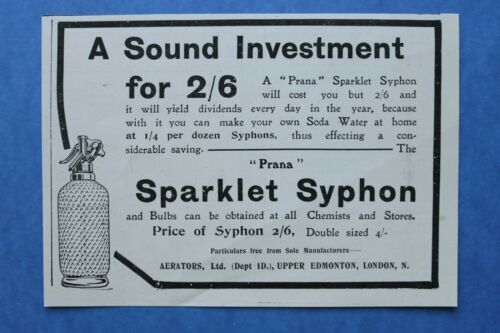 A Sound Investment
for 2/6 A "Prana" Sparklet Syphon
will cost you but 2/6 and
it will yield dividends every day in the year, because
with it you can make your own Soda Water at home
at 1/4 per dozen Syphons, thus effecting a con-
siderable saving.——— The
"Prana"
Sparklet Syphon
and Bulbs can be obtained at all Chemists and Stores.
Price of Syphon 2/6, Double sized 4/-
Particulars free from Sole Manufacturers—
AERATORS, Ltd. (Dept 1D.), UPPER EDMONTON, LONDON, N.